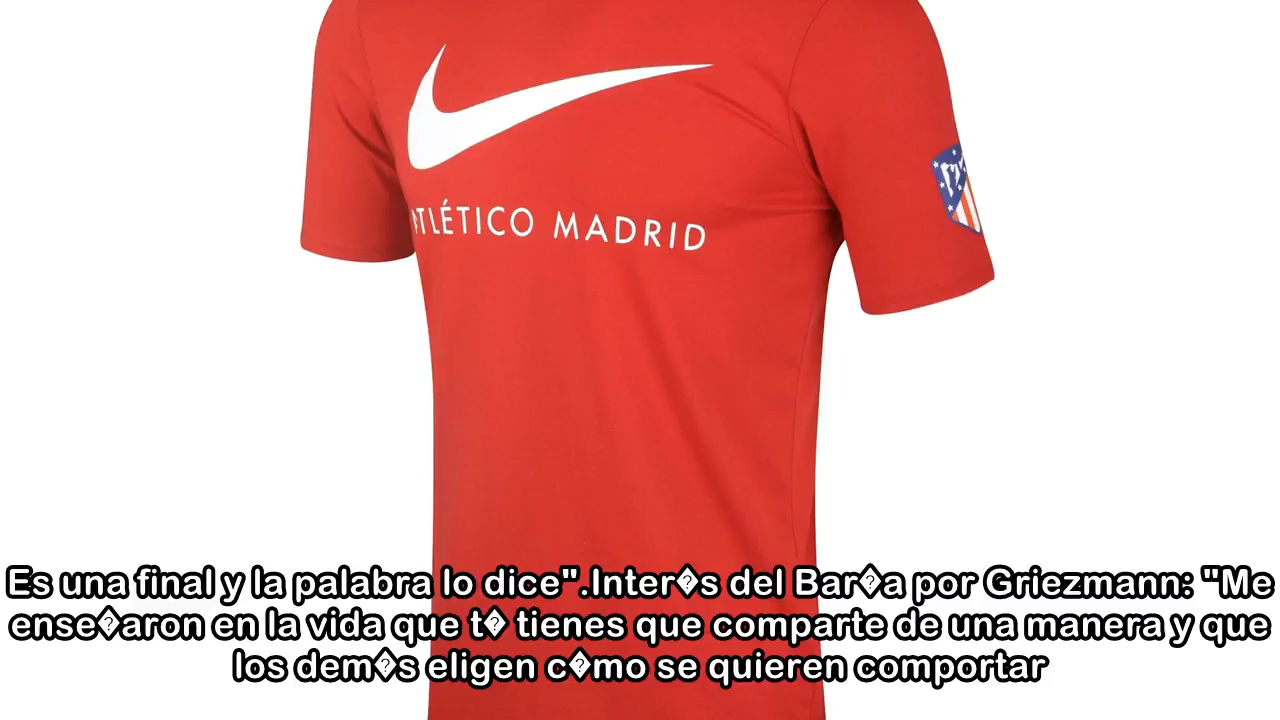 ATLÉTICO MADRID
Es una final y la palabra lo dice".Inter�s del Bar�a por Griezmann: "Me
ense�aron en la vida que t� tienes que comparte de una manera y que
los dem�s eligen c�mo se quieren comportar